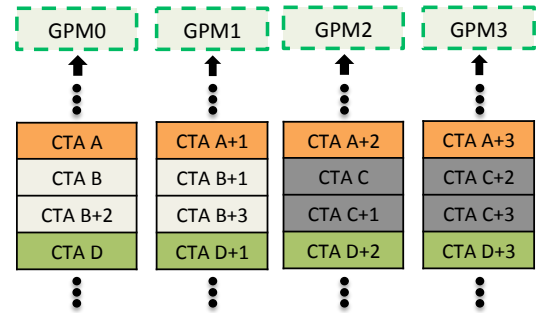 GPM0 GPM1 GPM2 GPM3
CTA A CTA A+1 CTA A+2 CTA A+3
CTA B CTA B+1 CTA C CTA C+2
CTA B+2 CTA B+3 CTA C+1 CTA C+3
CTA D CTA D+1 CTA D+2 CTA D+3